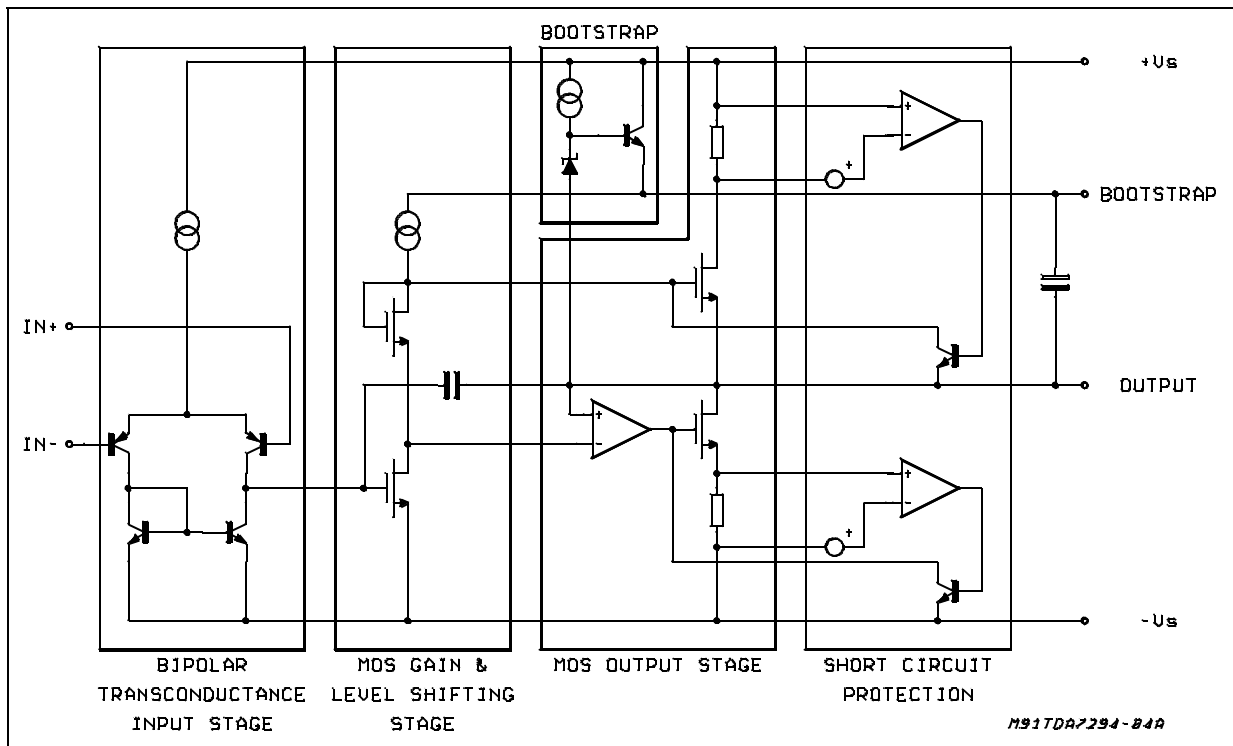 BOOTSTRAP
+Vs
+
-
+
BOOTSTRAP
IN+
OUTPUT
+
-
IN-
+
-
+
-Vs
BIPOLAR
TRANSCONDUCTANCE
INPUT STAGE
MOS GAIN &
LEVEL SHIFTING
STAGE
MOS OUTPUT STAGE
SHORT CIRCUIT
PROTECTION
M91TDA7294-04A